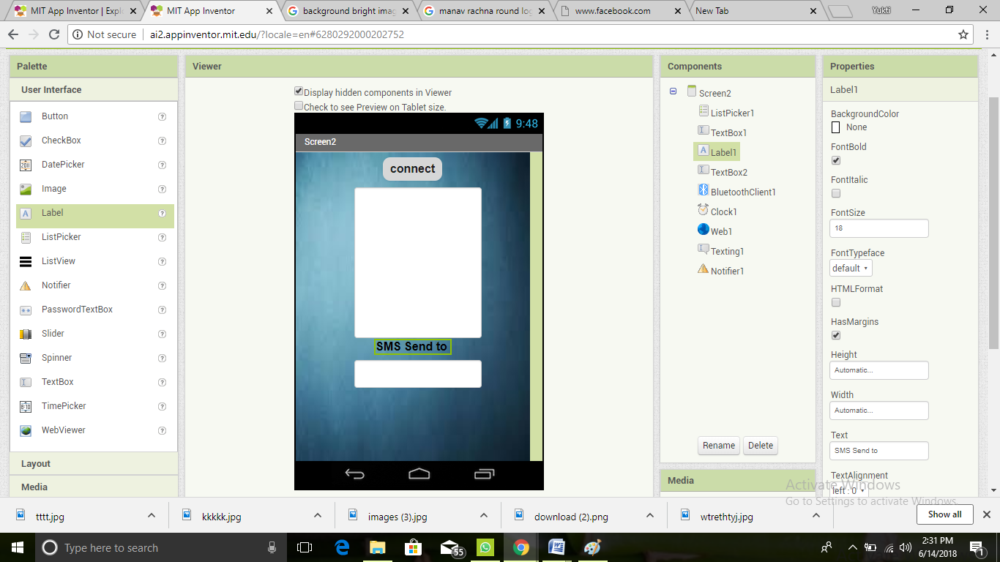 MIT App Inventor | Expl
MIT App Inventor
background bright imag
manav rachna round log
www.facebook.com
New Tab
Yukti
Not secure
ai2.appinventor.mit.edu/?locale=en#6280292000202752
Palette
User Interface
Button
CheckBox
DatePicker
Image
Label
ListPicker
ListView
Notifier
PasswordTextBox
Slider
Spinner
TextBox
TimePicker
WebViewer
Layout
Media
Viewer
Display hidden components in Viewer
Check to see Preview on Tablet size.
9:48
Screen2
connect
SMS Send to
Components
Screen2
ListPicker1
TextBox1
Label1
TextBox2
BluetoothClient1
Clock1
Web1
Texting1
Notifier1
Rename
Delete
Media
Properties
Label1
BackgroundColor
None
FontBold
FontItalic
FontSize
18
FontTypeface
default
HTMLFormat
HasMargins
Height
Automatic...
Width
Automatic...
Text
SMS Send to
TextAlignment
left : 0
Activate Windows
Go to Settings to activate Windows.
tttt.jpg
kkkkk.jpg
images (3).jpg
download (2).png
wtrethtyj.jpg
Show all
Type here to search
55
2:31 PM
6/14/2018
1